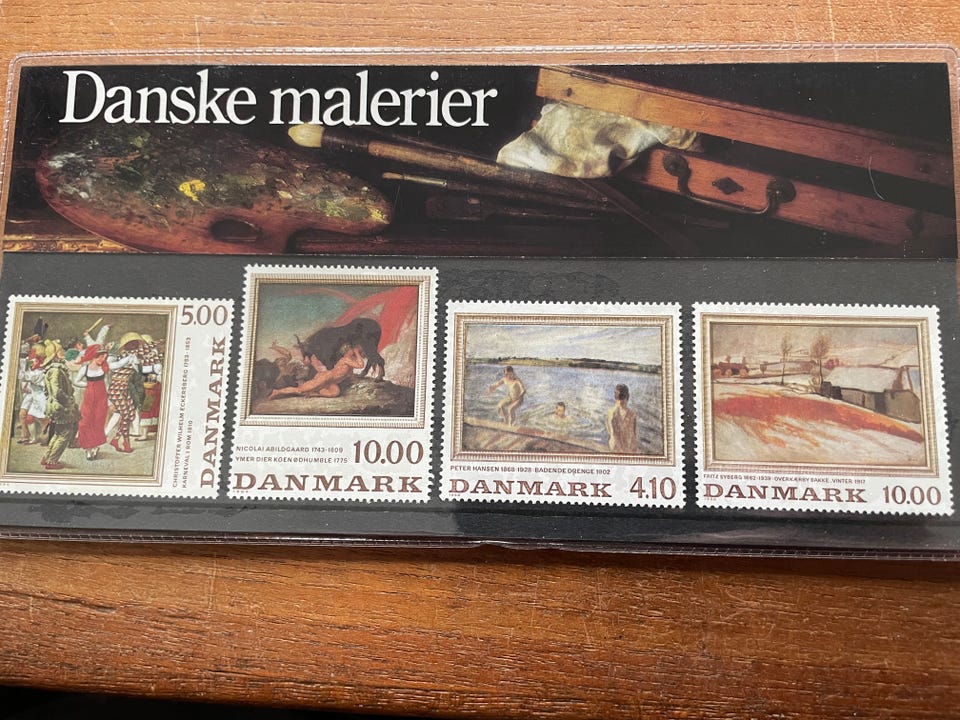 Danske malerier
5.00
CHRISTOFFER WILHELM ECKERSBERG 1783-1853
KARNEVAL I ROM 1810
DANMARK
NICOLAI ABILDGAARD 1743-1809
YMER DIER KOEN ØDHUMBLE 1775
10.00
DANMARK
PETER HANSEN 1868-1928·BADENDE DRENGE 1902
DANMARK 4.10
FRITZ SYBERG 1862-1939·OVERKÆRBY BAKKE. VINTER 1917
DANMARK 10.00